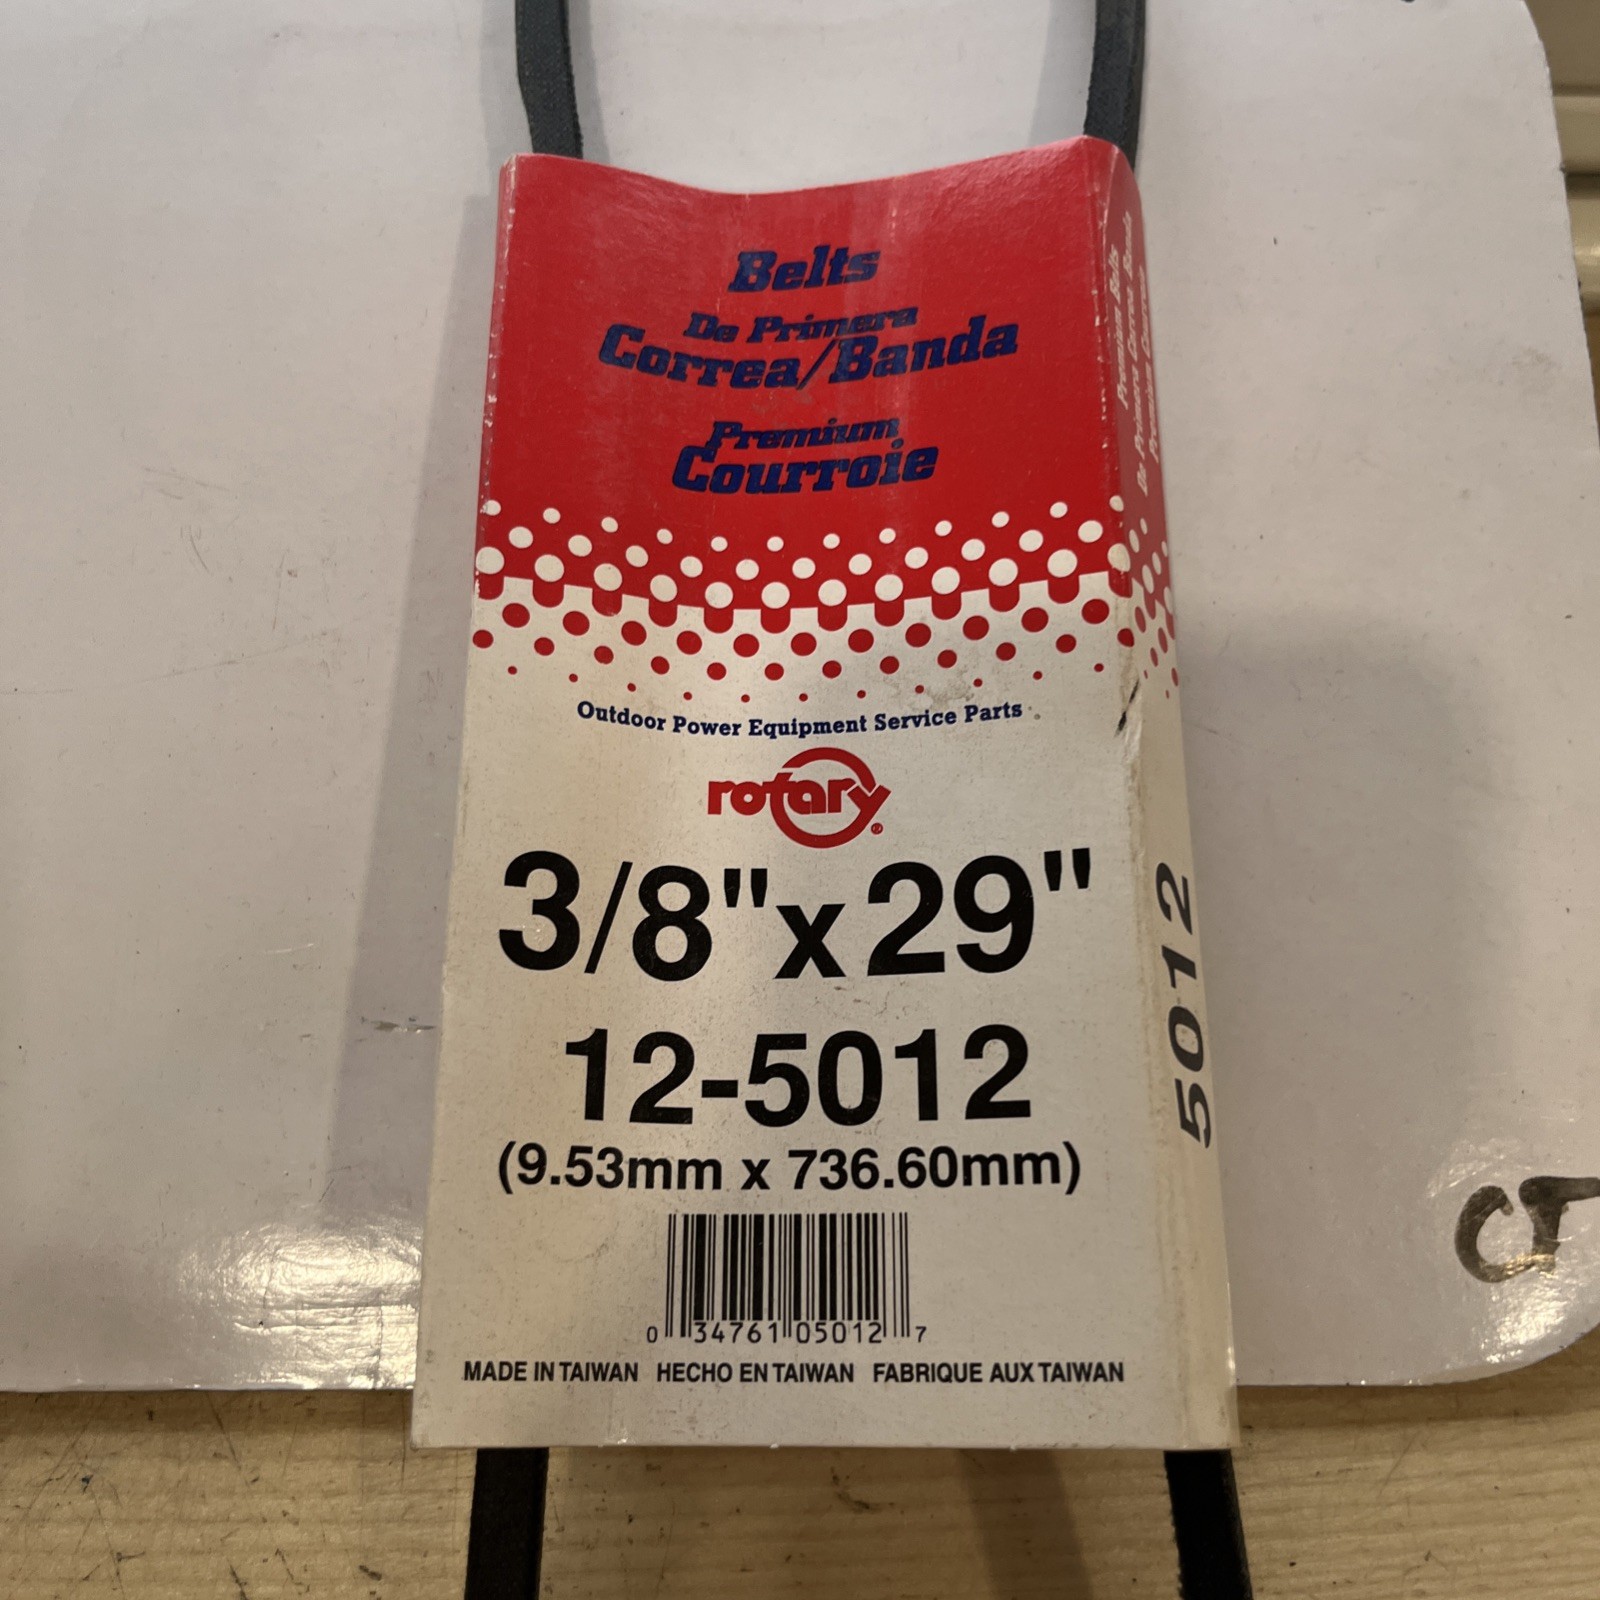 Belts
De Primera
Correa/Banda
Premium
Courroie
Premium Belts
De Primera Correa Banda
Premium Courroie
Outdoor Power Equipment Service Parts
rotary®
3/8"x29"
12-5012
(9.53mm x 736.60mm)
5012
0 34761 05012 7
MADE IN TAIWAN HECHO EN TAIWAN FABRIQUE AUX TAIWAN
CT